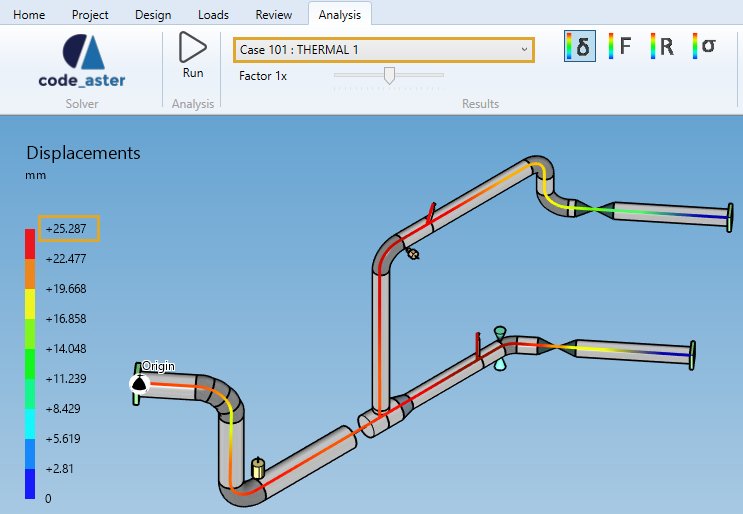 Home Project Design Loads Review Analysis
code_aster
Run
Case 101 : THERMAL 1
Factor 1x
δ F R σ
Solver Analysis Results
Displacements
mm
+25.287
+22.477
+19.668
+16.858
+14.048
+11.239
+8.429
+5.619
+2.81
0
Origin